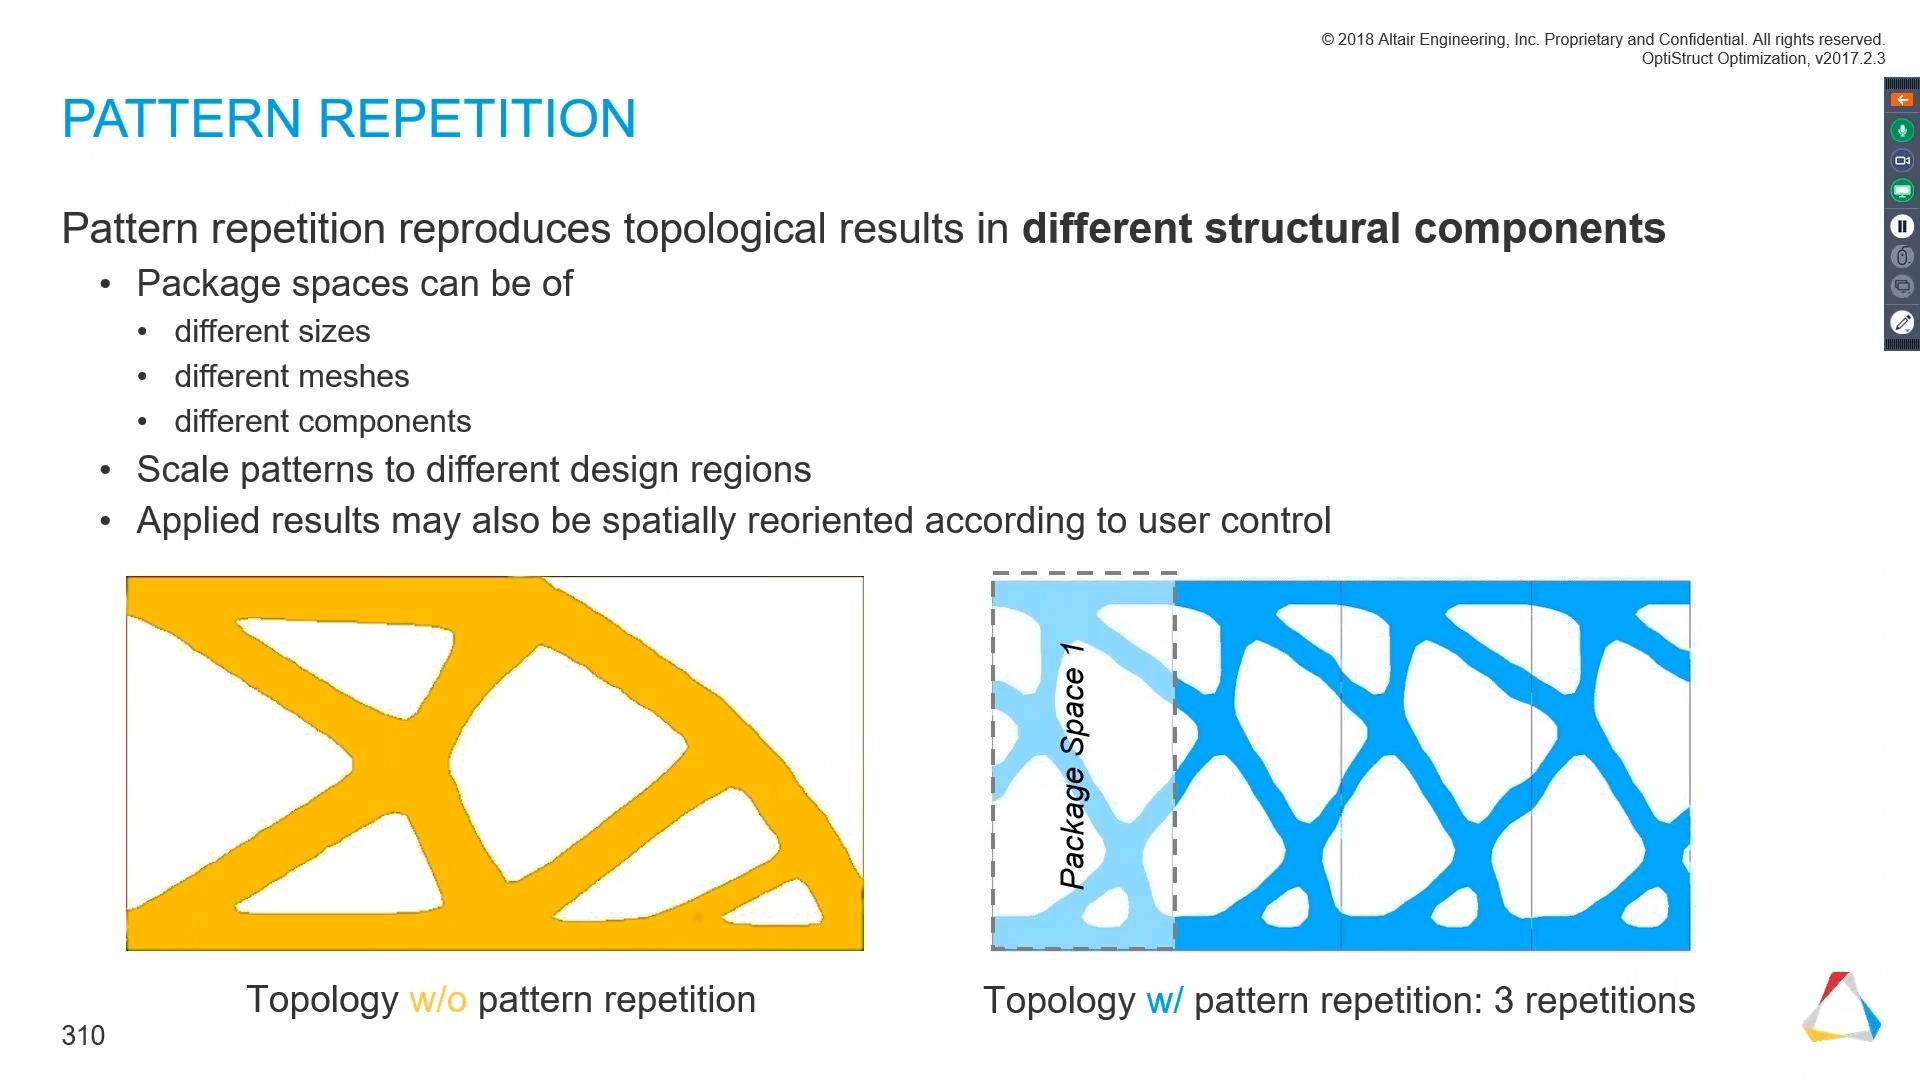 © 2018 Altair Engineering, Inc. Proprietary and Confidential. All rights reserved.
OptiStruct Optimization, v2017.2.3
PATTERN REPETITION
Pattern repetition reproduces topological results in different structural components
• Package spaces can be of
• different sizes
• different meshes
• different components
• Scale patterns to different design regions
• Applied results may also be spatially reoriented according to user control
Package Space 1
Topology w/o pattern repetition
Topology w/ pattern repetition: 3 repetitions
310